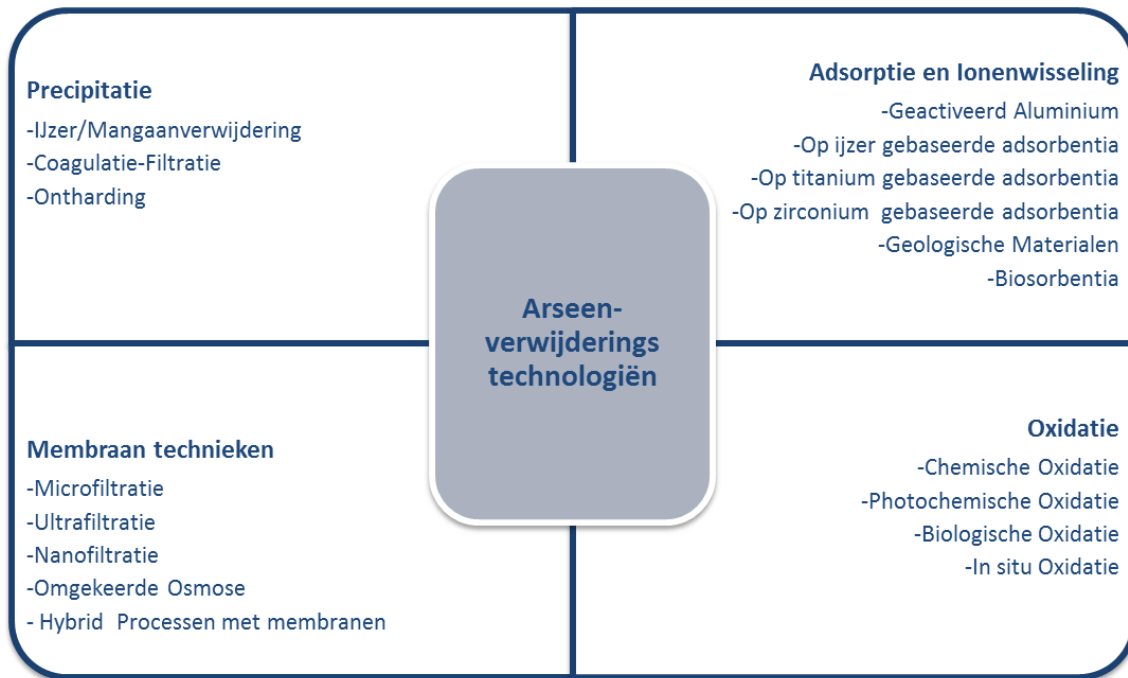 Precipitatie
-IJzer/Mangaanverwijdering
-Coagulatie-Filtratie
-Ontharding
Adsorptie en Ionenwisseling
-Geactiveerd Aluminium
-Op ijzer gebaseerde adsorbentia
-Op titanium gebaseerde adsorbentia
-Op zirconium  gebaseerde adsorbentia
-Geologische Materialen
-Biosorbentia
Arseen-
verwijderings
technologiën
Membraan technieken
-Microfiltratie
-Ultrafiltratie
-Nanofiltratie
-Omgekeerde Osmose
- Hybrid  Processen met membranen
Oxidatie
-Chemische Oxidatie
-Photochemische Oxidatie
-Biologische Oxidatie
-In situ Oxidatie